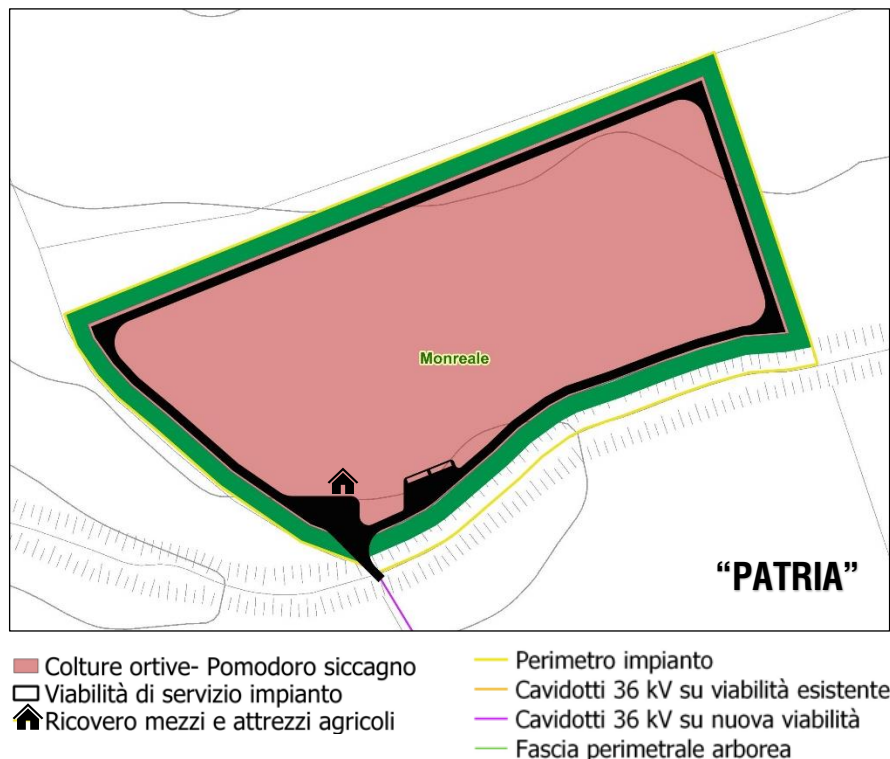 Monreale
“PATRIA”
Colture ortive- Pomodoro siccagno
Viabilità di servizio impianto
Ricovero mezzi e attrezzi agricoli
Perimetro impianto
Cavidotti 36 kV su viabilità esistente
Cavidotti 36 kV su nuova viabilità
Fascia perimetrale arborea